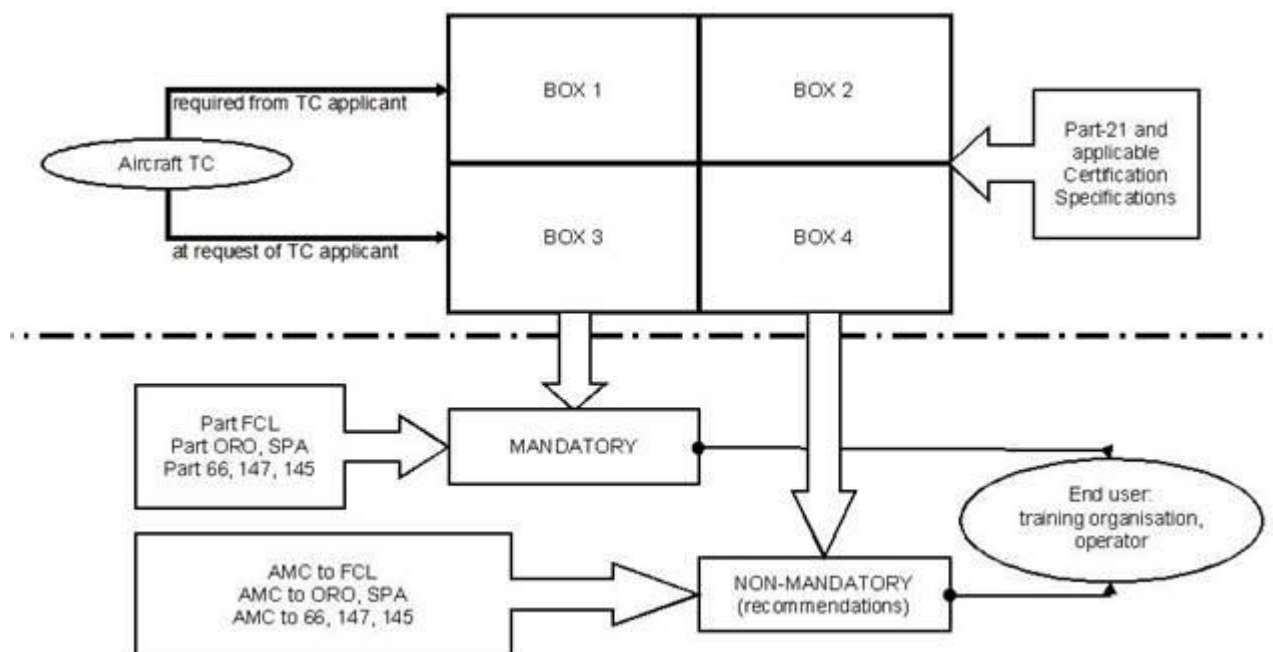 BOX 1
BOX 2
required from TC applicant
Part-21 and
applicable
Certification
Specifications
Aircraft TC
BOX 3
BOX 4
at request of TC applicant
Part FCL
Part ORO, SPA
Part 66, 147, 145
MANDATORY
End user:
training organisation,
operator
AMC to FCL
AMC to ORO, SPA
AMC to 66, 147, 145
NON-MANDATORY
(recommendations)